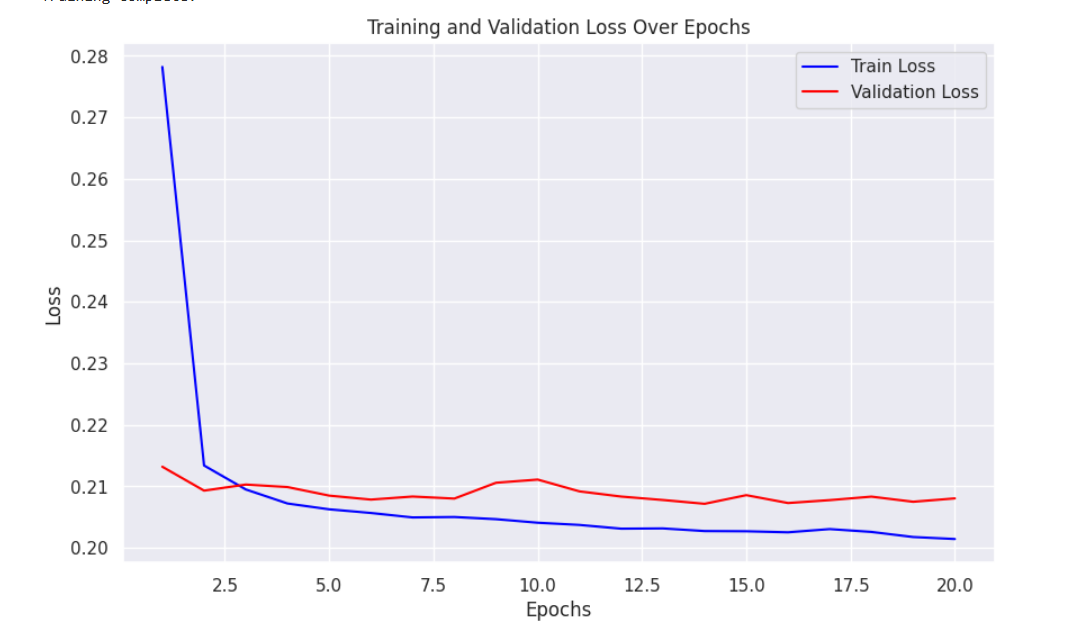 Training and Validation Loss Over Epochs
Train Loss
Validation Loss
0.28
0.27
0.26
0.25
0.24
0.23
0.22
0.21
0.20
Loss
2.5 5.0 7.5 10.0 12.5 15.0 17.5 20.0
Epochs